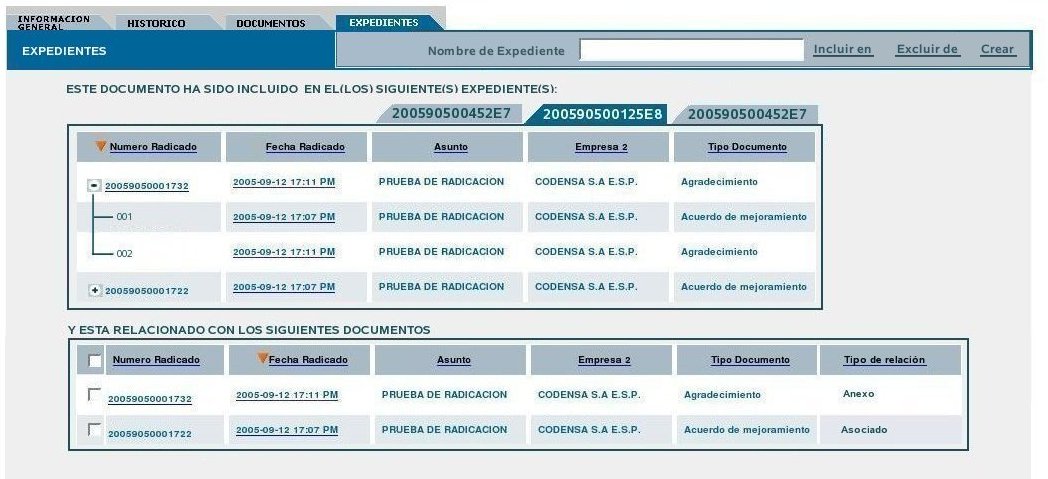 INFORMACION GENERAL HISTORICO DOCUMENTOS EXPEDIENTES
EXPEDIENTES Nombre de Expediente Incluir en Excluir de Crear
ESTE DOCUMENTO HA SIDO INCLUIDO EN EL(LOS) SIGUIENTE(S) EXPEDIENTE(S):
200590500452E7 200590500125E8 200590500452E7
Numero Radicado Fecha Radicado Asunto Empresa 2 Tipo Documento
20059050001732 2005-09-12 17:11 PM PRUEBA DE RADICACION CODENSA S.A E.S.P. Agradecimiento
001 2005-09-12 17:07 PM PRUEBA DE RADICACION CODENSA S.A E.S.P. Acuerdo de mejoramiento
002 2005-09-12 17:11 PM PRUEBA DE RADICACION CODENSA S.A E.S.P. Agradecimiento
20059050001722 2005-09-12 17:07 PM PRUEBA DE RADICACION CODENSA S.A E.S.P. Acuerdo de mejoramiento
Y ESTA RELACIONADO CON LOS SIGUIENTES DOCUMENTOS
Numero Radicado Fecha Radicado Asunto Empresa 2 Tipo Documento Tipo de relación
20059050001732 2005-09-12 17:11 PM PRUEBA DE RADICACION CODENSA S.A E.S.P. Agradecimiento Anexo
20059050001722 2005-09-12 17:07 PM PRUEBA DE RADICACION CODENSA S.A E.S.P. Acuerdo de mejoramiento Asociado